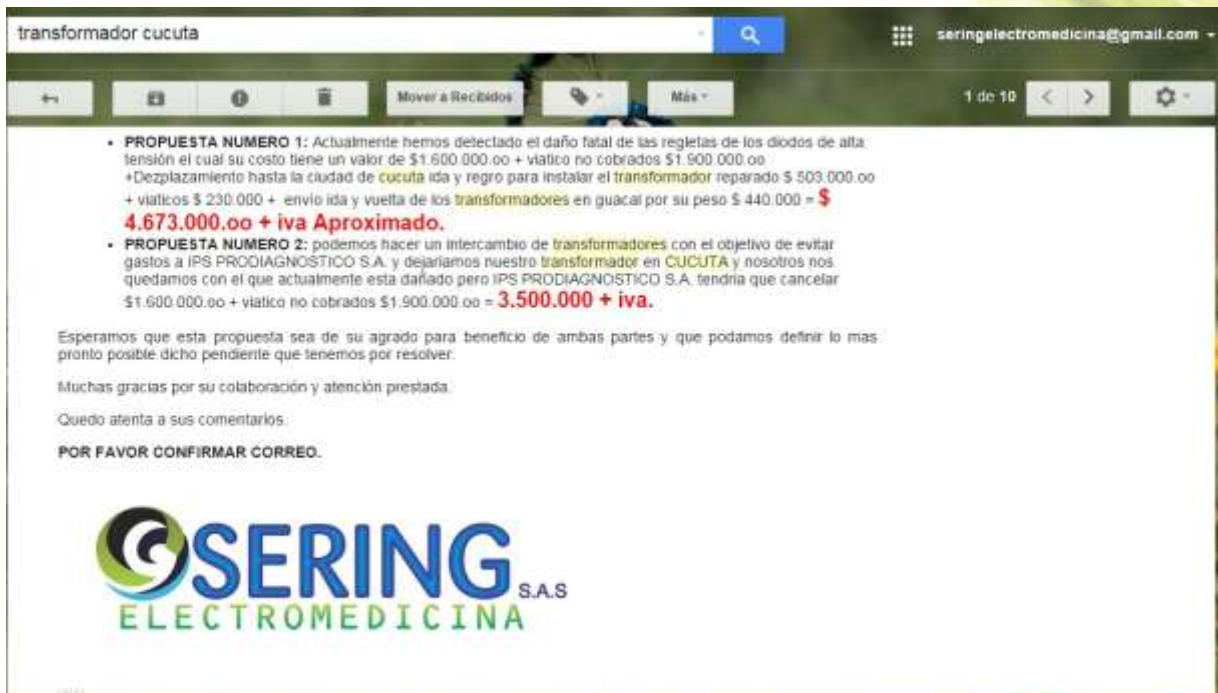 transformador cucuta
seringelectromedicina@gmail.com
Mover a Recibidos
Más
1 de 10
• PROPUESTA NUMERO 1: Actualmente hemos detectado el daño fatal de las regletas de los diodos de alta
tensión el cual su costo tiene un valor de $1.600.000.oo + viatico no cobrados $1.900.000.oo
+Dezplazamiento hasta la ciudad de cucuta ida y regro para instalar el transformador reparado $ 503.000.oo
+ viaticos $ 230.000 + envio ida y vuelta de los transformadores en guacal por su peso $ 440.000 = $
4.673.000.oo + iva Aproximado.
• PROPUESTA NUMERO 2: podemos hacer un intercambio de transformadores con el objetivo de evitar
gastos a IPS PRODIAGNOSTICO S.A. y dejariamos nuestro transformador en CUCUTA y nosotros nos
quedamos con el que actualmente esta dañado pero IPS PRODIAGNOSTICO S.A. tendria que cancelar
$1.600.000.oo + viatico no cobrados $1.900.000.oo = 3.500.000 + iva.
Esperamos que esta propuesta sea de su agrado para beneficio de ambas partes y que podamos definir lo mas
pronto posible dicho pendiente que tenemos por resolver.
Muchas gracias por su colaboración y atención prestada.
Quedo atenta a sus comentarios.
POR FAVOR CONFIRMAR CORREO.
SERING S.A.S
ELECTROMEDICINA